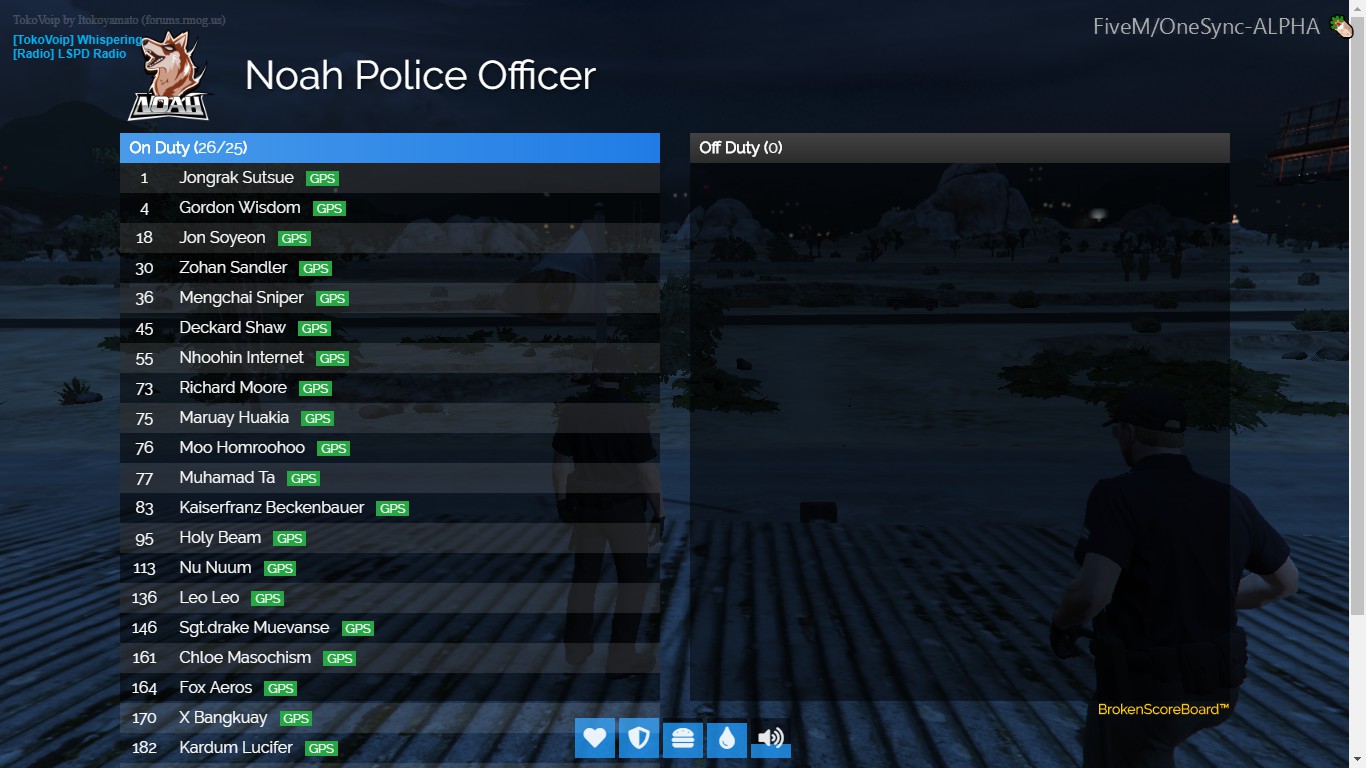 TokoVoip by Itokoyamato (forums.rmog.us)
[TokoVoip] Whispering
[Radio] LSPD Radio
FiveM/OneSync-ALPHA
NOAH
Noah Police Officer
On Duty (26/25)
1 Jongrak Sutsue GPS
4 Gordon Wisdom GPS
18 Jon Soyeon GPS
30 Zohan Sandler GPS
36 Mengchai Sniper GPS
45 Deckard Shaw GPS
55 Nhoohin Internet GPS
73 Richard Moore GPS
75 Maruay Huakia GPS
76 Moo Homroohoo GPS
77 Muhamad Ta GPS
83 Kaiserfranz Beckenbauer GPS
95 Holy Beam GPS
113 Nu Nuum GPS
136 Leo Leo GPS
146 Sgt.drake Muevanse GPS
161 Chloe Masochism GPS
164 Fox Aeros GPS
170 X Bangkuay GPS
182 Kardum Lucifer GPS
Off Duty (0)
BrokenScoreBoard™